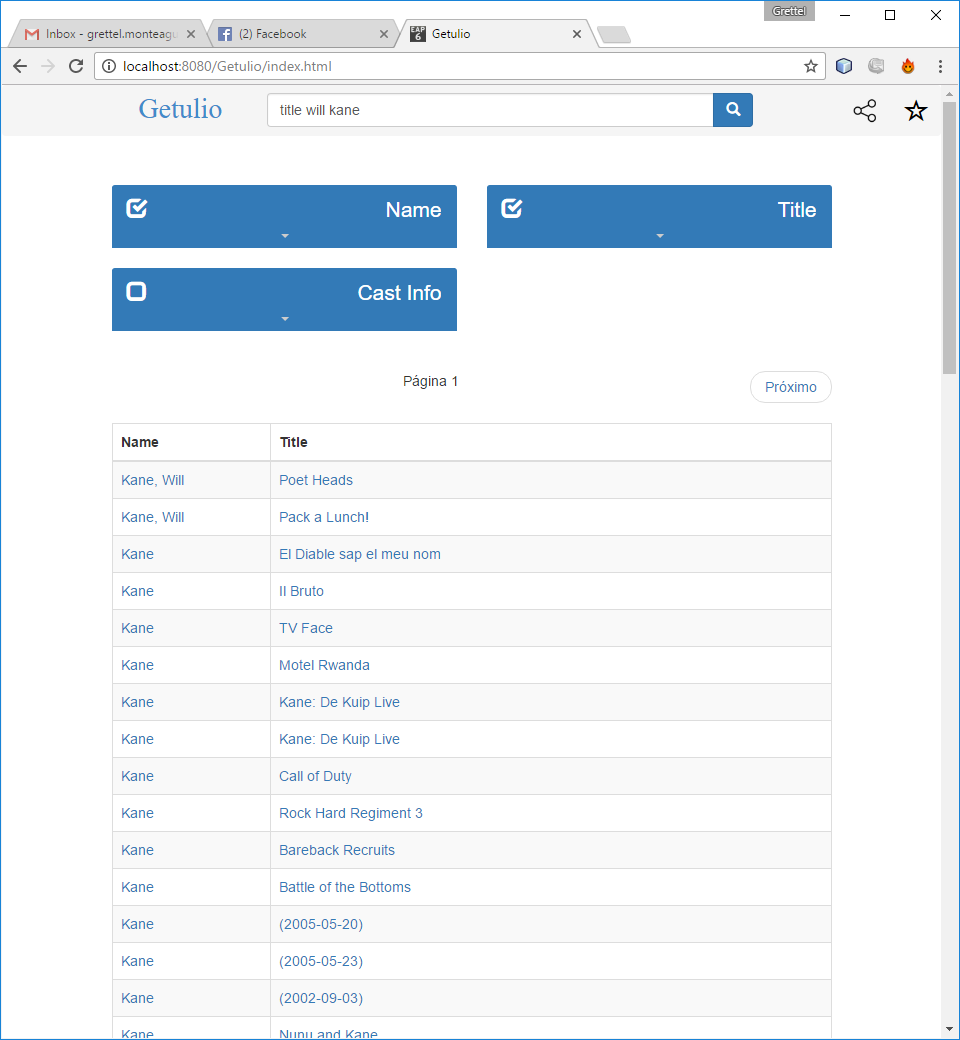 Grettel
Inbox - grettel.monteagu
(2) Facebook
EAP 6
Getulio
localhost:8080/Getulio/index.html
Getulio
title will kane
Name
Title
Cast Info
Página 1
Próximo
Name Title
Kane, Will Poet Heads
Kane, Will Pack a Lunch!
Kane El Diable sap el meu nom
Kane Il Bruto
Kane TV Face
Kane Motel Rwanda
Kane Kane: De Kuip Live
Kane Kane: De Kuip Live
Kane Call of Duty
Kane Rock Hard Regiment 3
Kane Bareback Recruits
Kane Battle of the Bottoms
Kane (2005-05-20)
Kane (2005-05-23)
Kane (2002-09-03)
Kane Nunu and Kane